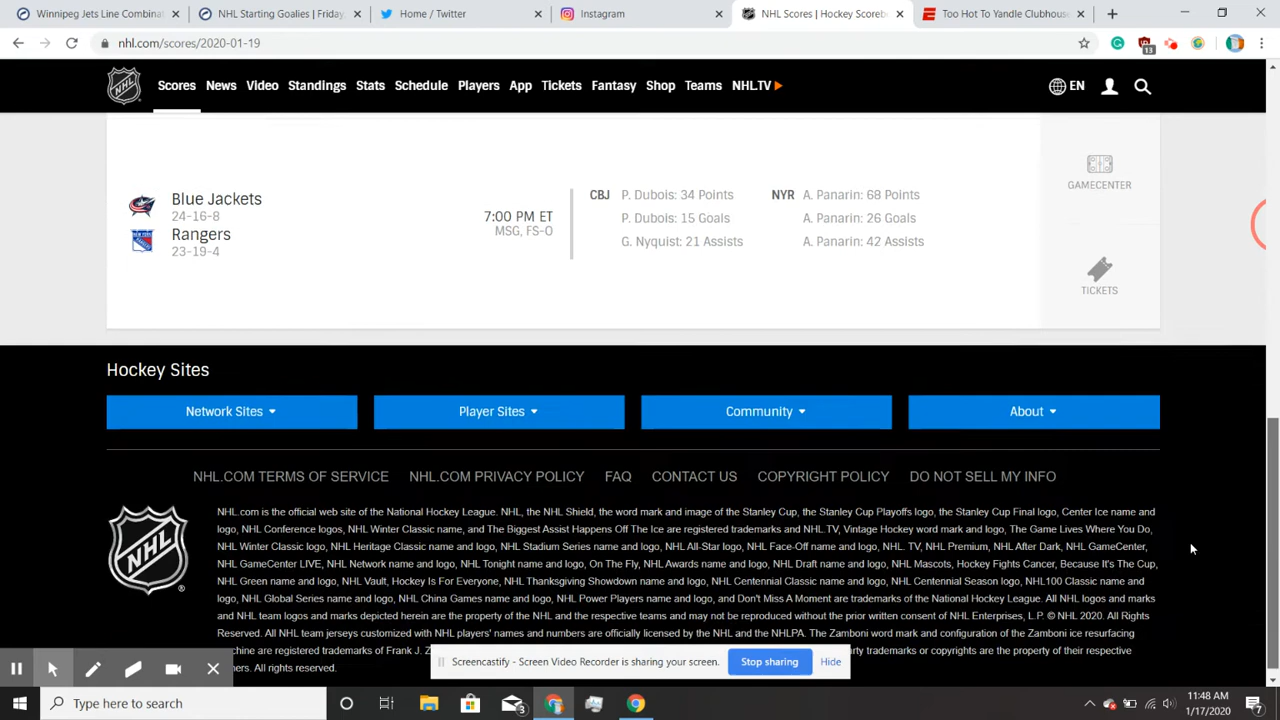 Winnipeg Jets Line Combinat
NHL Starting Goalies | Friday,
Home / Twitter
Instagram
NHL Scores | Hockey Scoreb
Too Hot To Yandle Clubhouse
nhl.com/scores/2020-01-19
13
NHL
Scores News Video Standings Stats Schedule Players App Tickets Fantasy Shop Teams NHL.TV
EN
Blue Jackets
24-16-8
Rangers
23-19-4
7:00 PM ET
MSG, FS-O
CBJ P. Dubois: 34 Points
P. Dubois: 15 Goals
G. Nyquist: 21 Assists
NYR A. Panarin: 68 Points
A. Panarin: 26 Goals
A. Panarin: 42 Assists
GAMECENTER
TICKETS
Hockey Sites
Network Sites Player Sites Community About
NHL.COM TERMS OF SERVICE NHL.COM PRIVACY POLICY FAQ CONTACT US COPYRIGHT POLICY DO NOT SELL MY INFO
NHL
NHL.com is the official web site of the National Hockey League. NHL, the NHL Shield, the word mark and image of the Stanley Cup, the Stanley Cup Playoffs logo, the Stanley Cup Final logo, Center Ice name and
logo, NHL Conference logos, NHL Winter Classic name, and The Biggest Assist Happens Off The Ice are registered trademarks and NHL.TV, Vintage Hockey word mark and logo, The Game Lives Where You Do,
NHL Winter Classic logo, NHL Heritage Classic name and logo, NHL Stadium Series name and logo, NHL All-Star logo, NHL Face-Off name and logo, NHL. TV, NHL Premium, NHL After Dark, NHL GameCenter,
NHL GameCenter LIVE, NHL Network name and logo, NHL Tonight name and logo, On The Fly, NHL Awards name and logo, NHL Draft name and logo, NHL Mascots, Hockey Fights Cancer, Because It's The Cup,
NHL Green name and logo, NHL Vault, Hockey Is For Everyone, NHL Thanksgiving Showdown name and logo, NHL Centennial Classic name and logo, NHL Centennial Season logo, NHL100 Classic name and
logo, NHL Global Series name and logo, NHL China Games name and logo, NHL Power Players name and logo, and Don't Miss A Moment are trademarks of the National Hockey League. All NHL logos and marks
and NHL team logos and marks depicted herein are the property of the NHL and the respective teams and may not be reproduced without the prior written consent of NHL Enterprises, L.P. © NHL 2020. All Rights
Reserved. All NHL team jerseys customized with NHL players' names and numbers are officially licensed by the NHL and the NHLPA. The Zamboni word mark and configuration of the Zamboni ice resurfacing
machine are registered trademarks of Frank J. Z arty trademarks or copyrights are the property of their respective
ners. All rights reserved.
Screencastify - Screen Video Recorder is sharing your screen. Stop sharing Hide
Type here to search
3
11:48 AM
1/17/2020
7